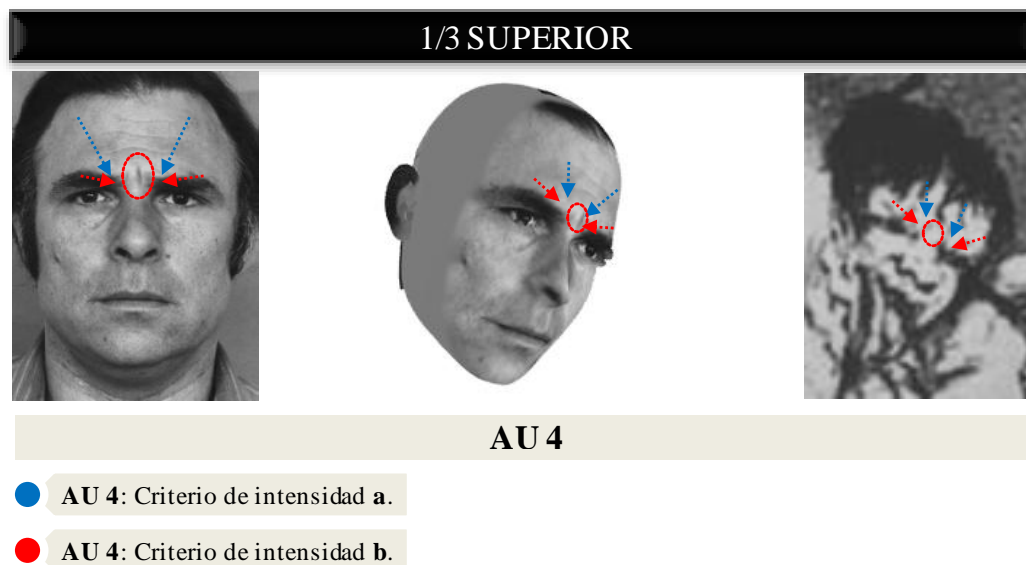 1/3 SUPERIOR
AU 4
AU 4: Criterio de intensidad a.
AU 4: Criterio de intensidad b.